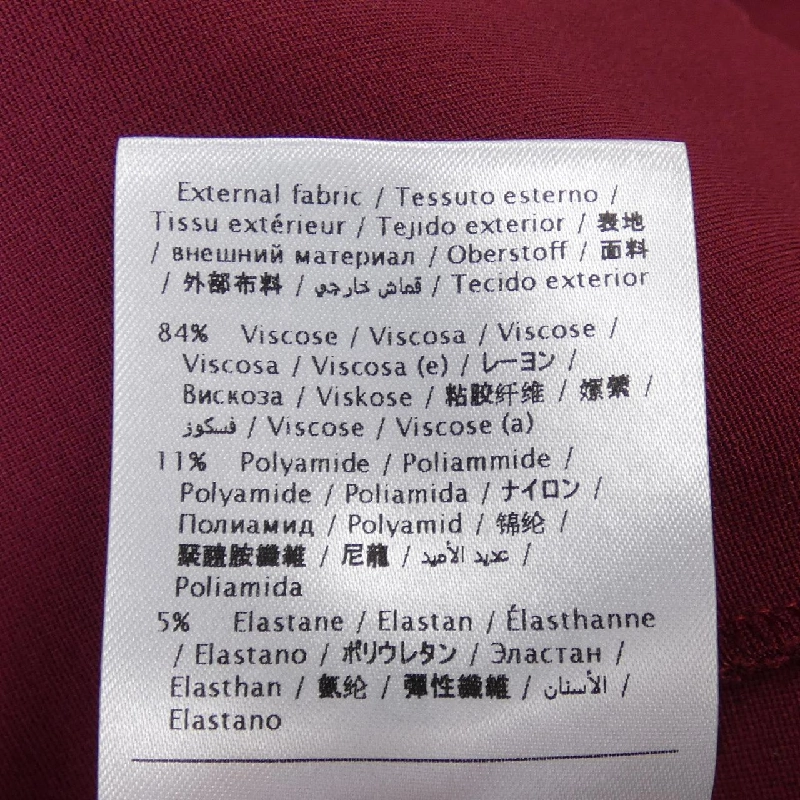 External fabric / Tessuto esterno /
Tissu extérieur / Tejido exterior / 表地
/ внешний материал / Oberstoff / 面料
/ 外部布料 / قماش خارجي / Tecido exterior
84% Viscose / Viscosa / Viscose /
Viscosa / Viscosa (e) / レーヨン /
Вискоза / Viskose / 粘胶纤维 / 嫘縈 /
فسكوز / Viscose / Viscose (a)
11% Polyamide / Poliammide /
Polyamide / Poliamida / ナイロン /
Полиамид / Polyamid / 锦纶 /
聚醯胺纖維 / 尼龍 / عديد الأميد /
Poliamida
5% Elastane / Elastan / Élasthanne
/ Elastano / ポリウレタン / Эластан /
Elasthan / 氨纶 / 彈性纖維 / الأستان /
Elastano